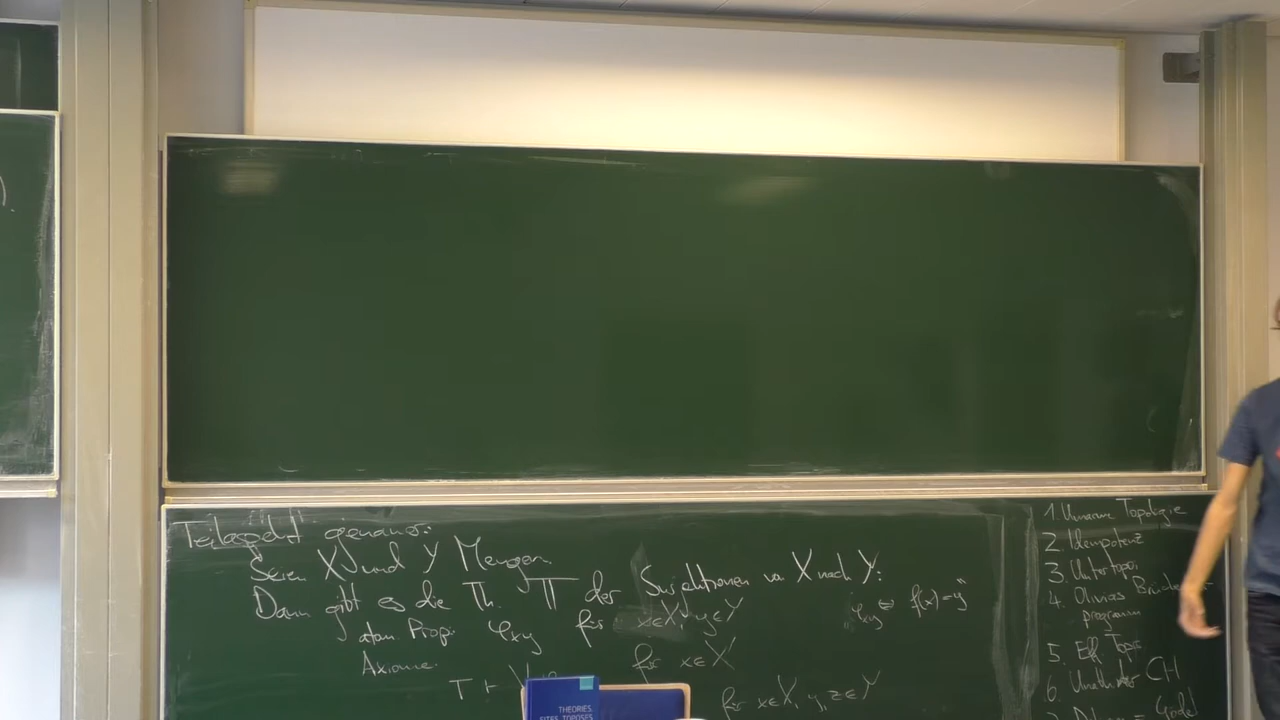 Teilaspekt genauer:
Seien X und Y Mengen.
Dann gibt es die Th. 𝕋 der Surjektionen von X nach Y:
atom. Prop. φxy für x∈X, y∈Y
φxy ⇔ "f(x)=y"
Axiome:
T ⊢ für x∈X
für x∈X, y, z∈Y
THEORIES,
SITES, TOPOSES
1. Topologie
2. Idempotenz
3. Untertopoi
4. Olivias Brücken-
programm
5. Eff Topos
6. CH
Gödel